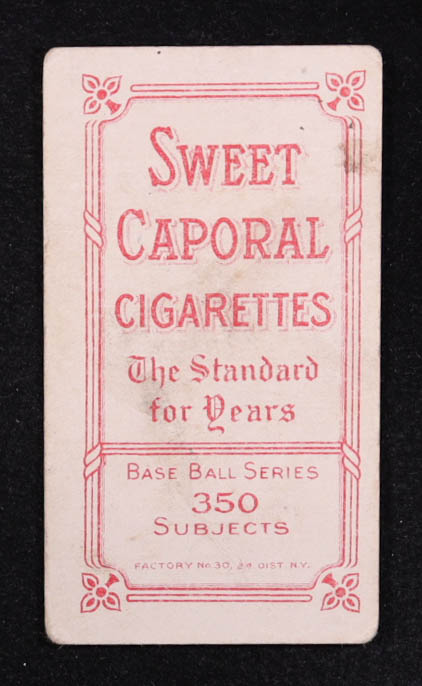 SWEET
CAPORAL
CIGARETTES
The Standard
for Years
BASE BALL SERIES
350
SUBJECTS
FACTORY No. 30, 2d DIST. N.Y.